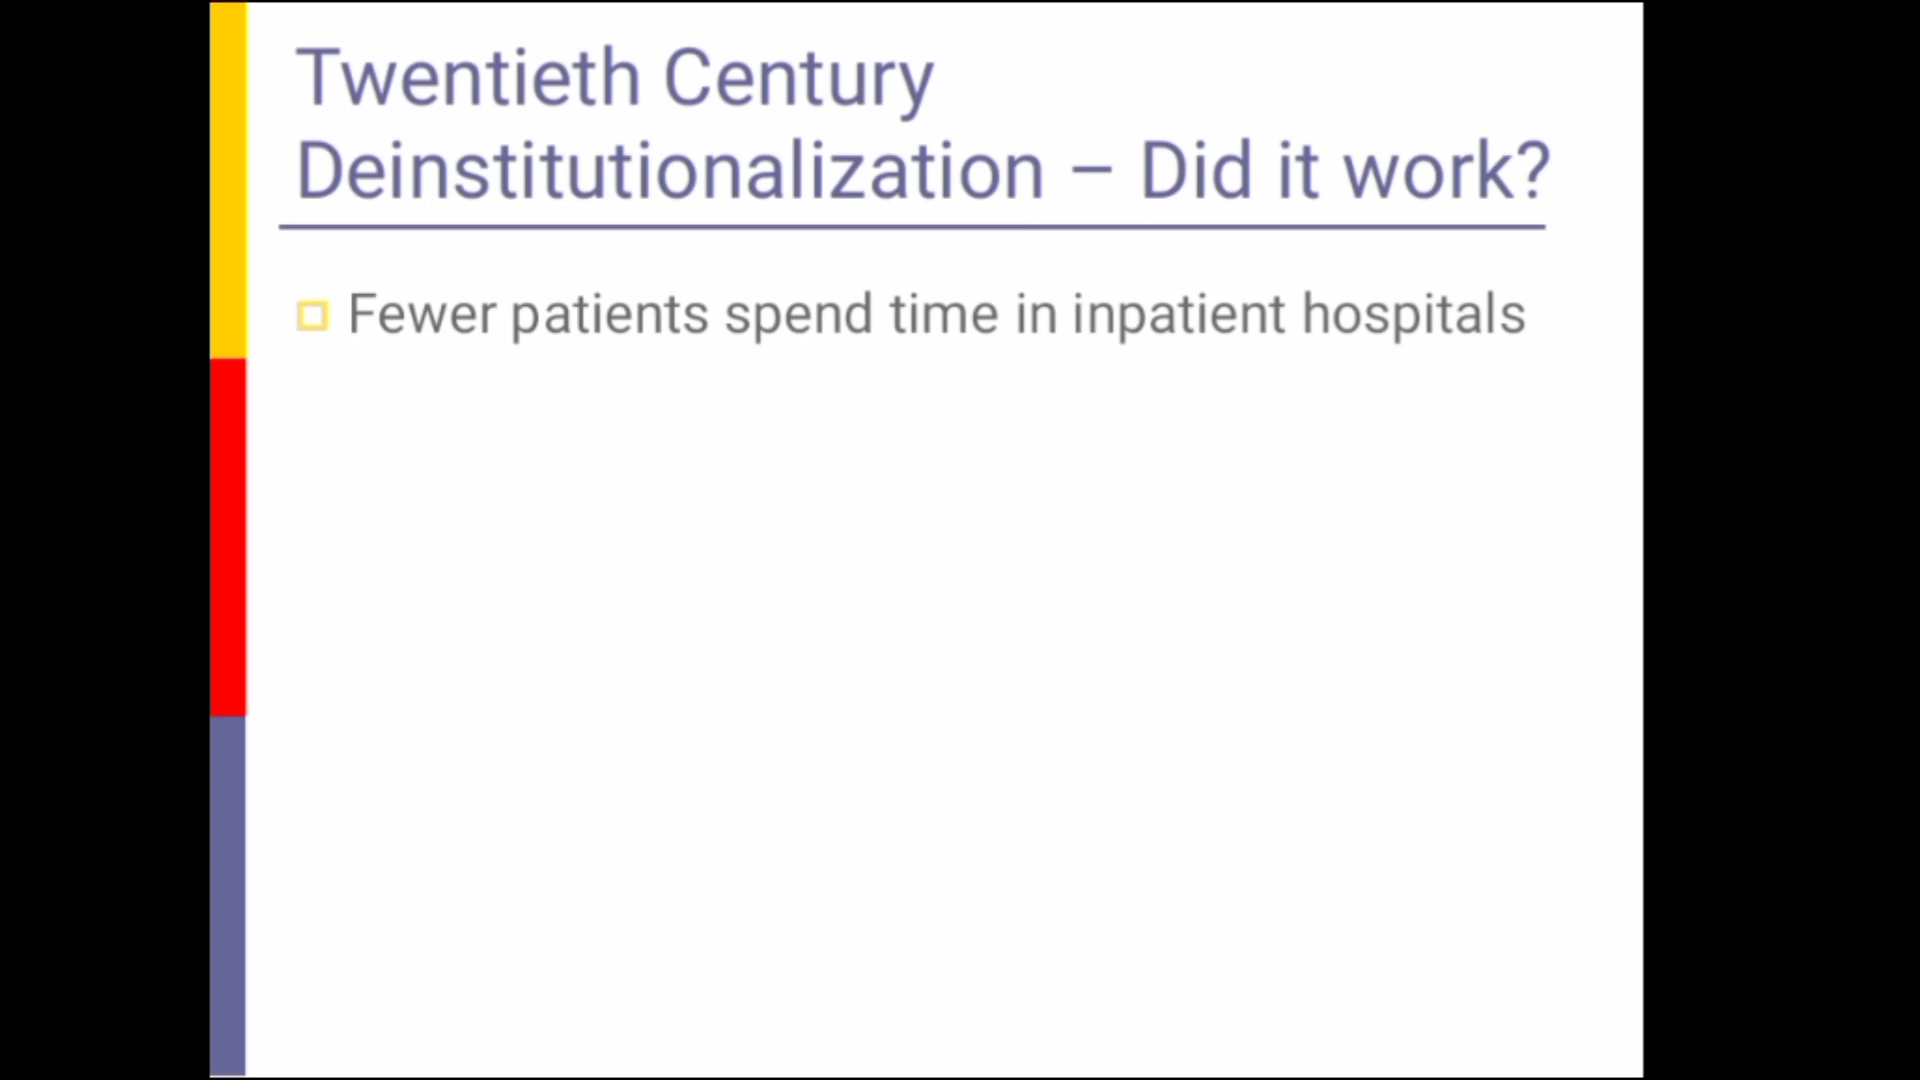 Twentieth Century
Deinstitutionalization – Did it work?
Fewer patients spend time in inpatient hospitals